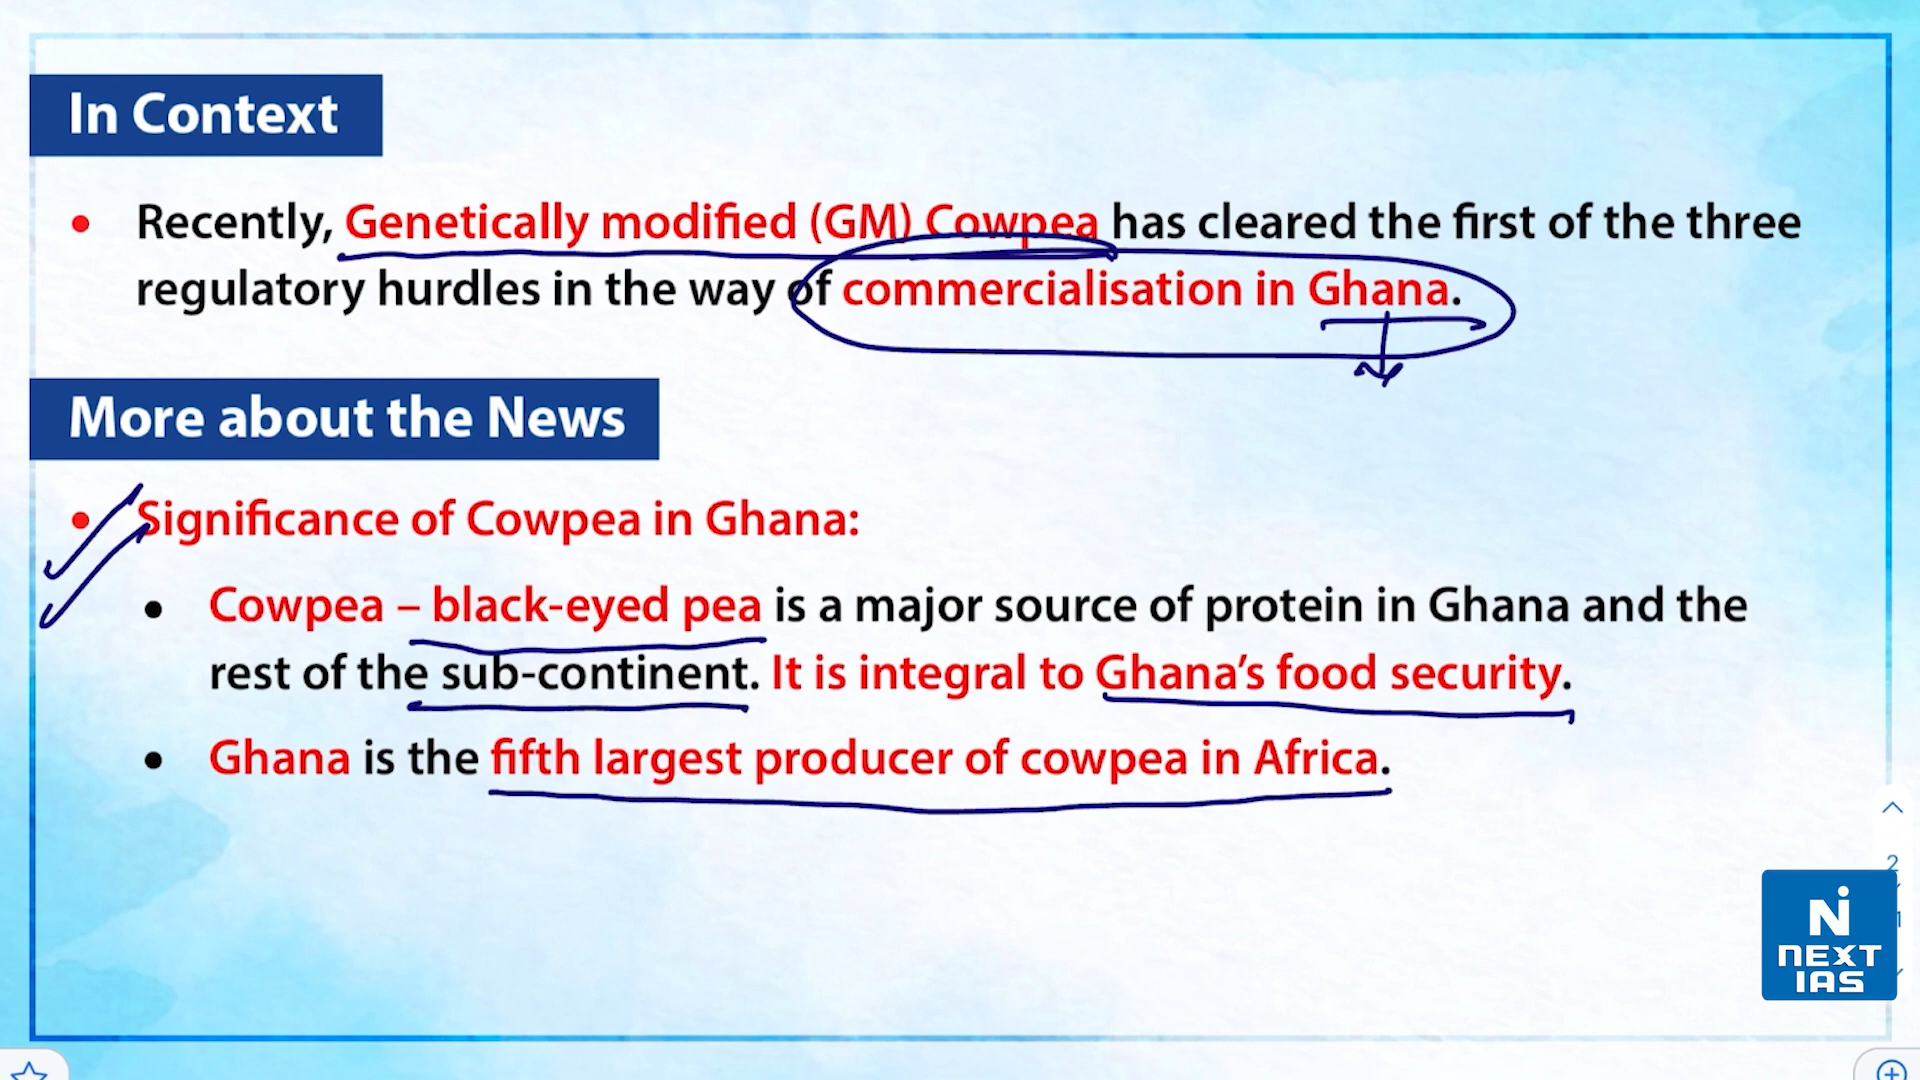 In Context
• Recently, Genetically modified (GM) Cowpea has cleared the first of the three
regulatory hurdles in the way of commercialisation in Ghana.
More about the News
• Significance of Cowpea in Ghana:
• Cowpea – black-eyed pea is a major source of protein in Ghana and the
rest of the sub-continent. It is integral to Ghana’s food security.
• Ghana is the fifth largest producer of cowpea in Africa.
2
NEXT
IAS